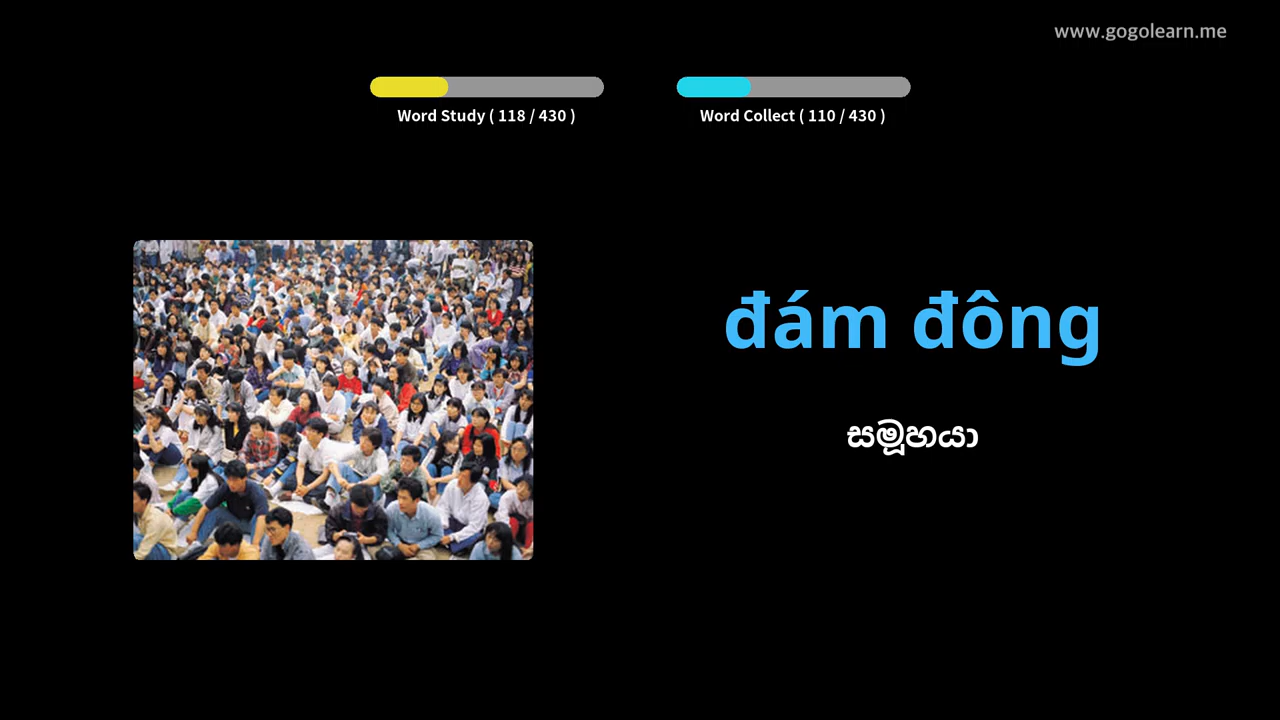 www.gogolearn.me
Word Study ( 118 / 430 )
Word Collect ( 110 / 430 )
đám đông
සමූහයා